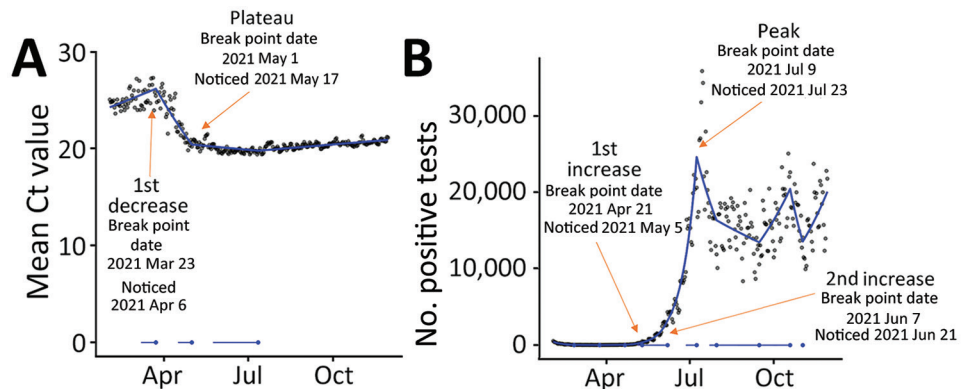 A
Mean Ct value
30
20
10
0
Apr
Jul
Oct
Plateau
Break point date
2021 May 1
Noticed 2021 May 17
1st
decrease
Break point
date
2021 Mar 23
Noticed
2021 Apr 6
B
No. positive tests
30,000
20,000
10,000
0
Apr
Jul
Oct
Peak
Break point date
2021 Jul 9
Noticed 2021 Jul 23
1st
increase
Break point date
2021 Apr 21
Noticed 2021 May 5
2nd increase
Break point date
2021 Jun 7
Noticed 2021 Jun 21